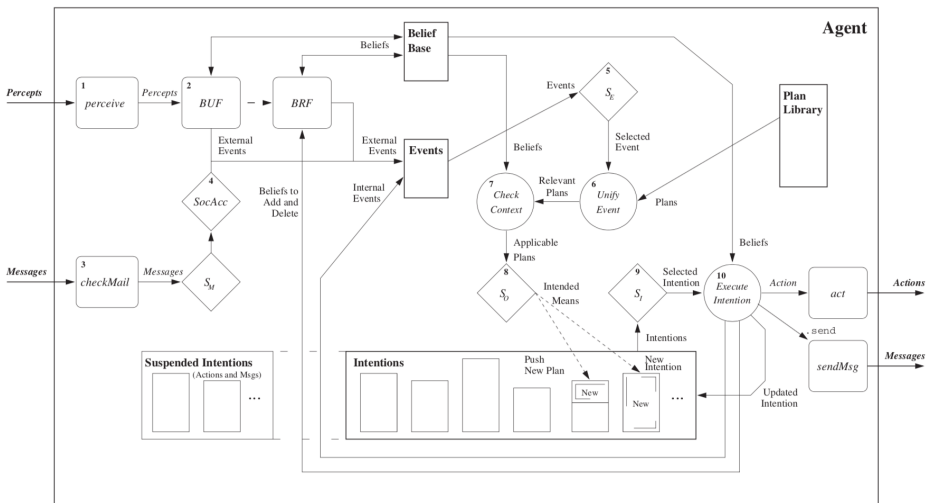 Agent
Belief
Base
Beliefs
1
perceive
Percepts
Percepts
2
BUF
BRF
5
S_E
Events
Plan
Library
External
Events
External
Events
Events
Selected
Event
4
SocAcc
Beliefs to
Add and
Delete
Internal
Events
Beliefs
7
Check
Context
Relevant
Plans
6
Unify
Event
Plans
Messages
3
checkMail
Messages
S_M
Applicable
Plans
8
S_O
Intended
Means
9
S_I
Selected
Intention
Beliefs
10
Execute
Intention
Action
act
Actions
.send
sendMsg
Messages
Intentions
Suspended Intentions
(Actions and Msgs)
...
Intentions
Push
New Plan
New
Intention
New
New
...
Updated
Intention